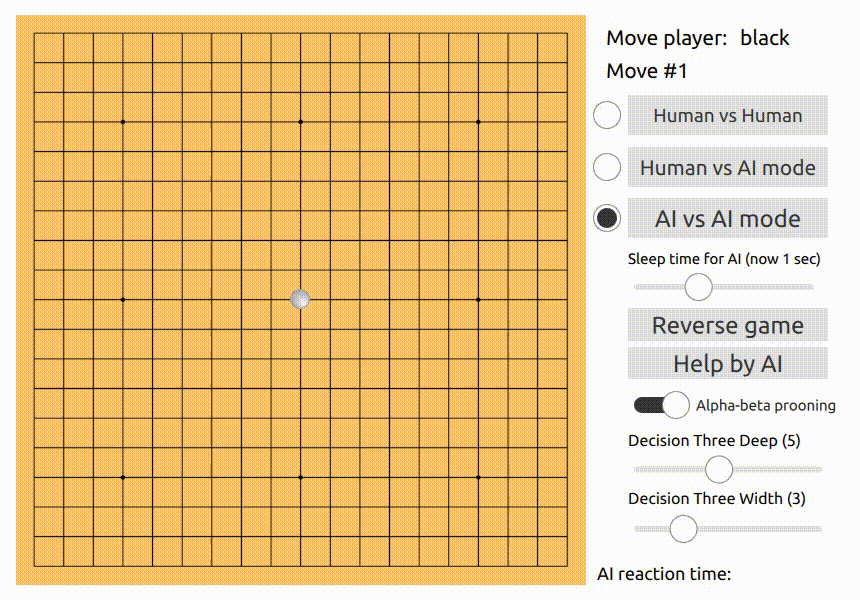 Move player: black
Move #1
Human vs Human
Human vs AI mode
AI vs AI mode
Sleep time for AI (now 1 sec)
Reverse game
Help by AI
Alpha-beta prooning
Decision Three Deep (5)
Decision Three Width (3)
AI reaction time: